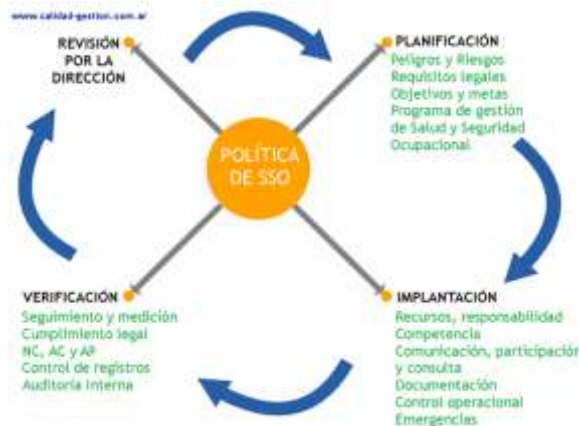 www.calidad-gestion.com.ar
REVISIÓN
POR LA
DIRECCIÓN
PLANIFICACIÓN
Peligros y Riesgos
Requisitos legales
Objetivos y metas
Programa de gestión
de Salud y Seguridad
Ocupacional
POLÍTICA
DE SSO
VERIFICACIÓN
Seguimiento y medición
Cumplimiento legal
NC, AC y AP
Control de registros
Auditoría Interna
IMPLANTACIÓN
Recursos, responsabilidad
Competencia
Comunicación, participación
y consulta
Documentación
Control operacional
Emergencias